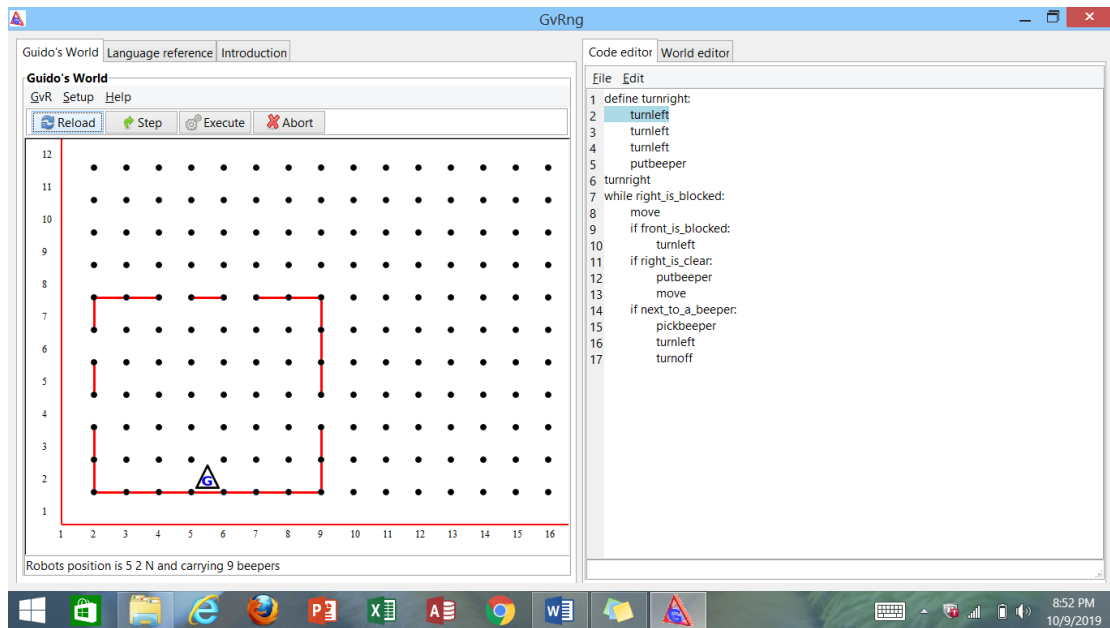 GvRng
Guido's World Language reference Introduction
Guido's World
GvR Setup Help
Reload Step Execute Abort
12
11
10
9
8
7
6
5
4
3
2
1
G
1 2 3 4 5 6 7 8 9 10 11 12 13 14 15 16
Robots position is 5 2 N and carrying 9 beepers
Code editor World editor
File Edit
1 define turnright:
2 turnleft
3 turnleft
4 turnleft
5 putbeeper
6 turnright
7 while right_is_blocked:
8 move
9 if front_is_blocked:
10 turnleft
11 if right_is_clear:
12 putbeeper
13 move
14 if next_to_a_beeper:
15 pickbeeper
16 turnleft
17 turnoff
8:52 PM
10/9/2019